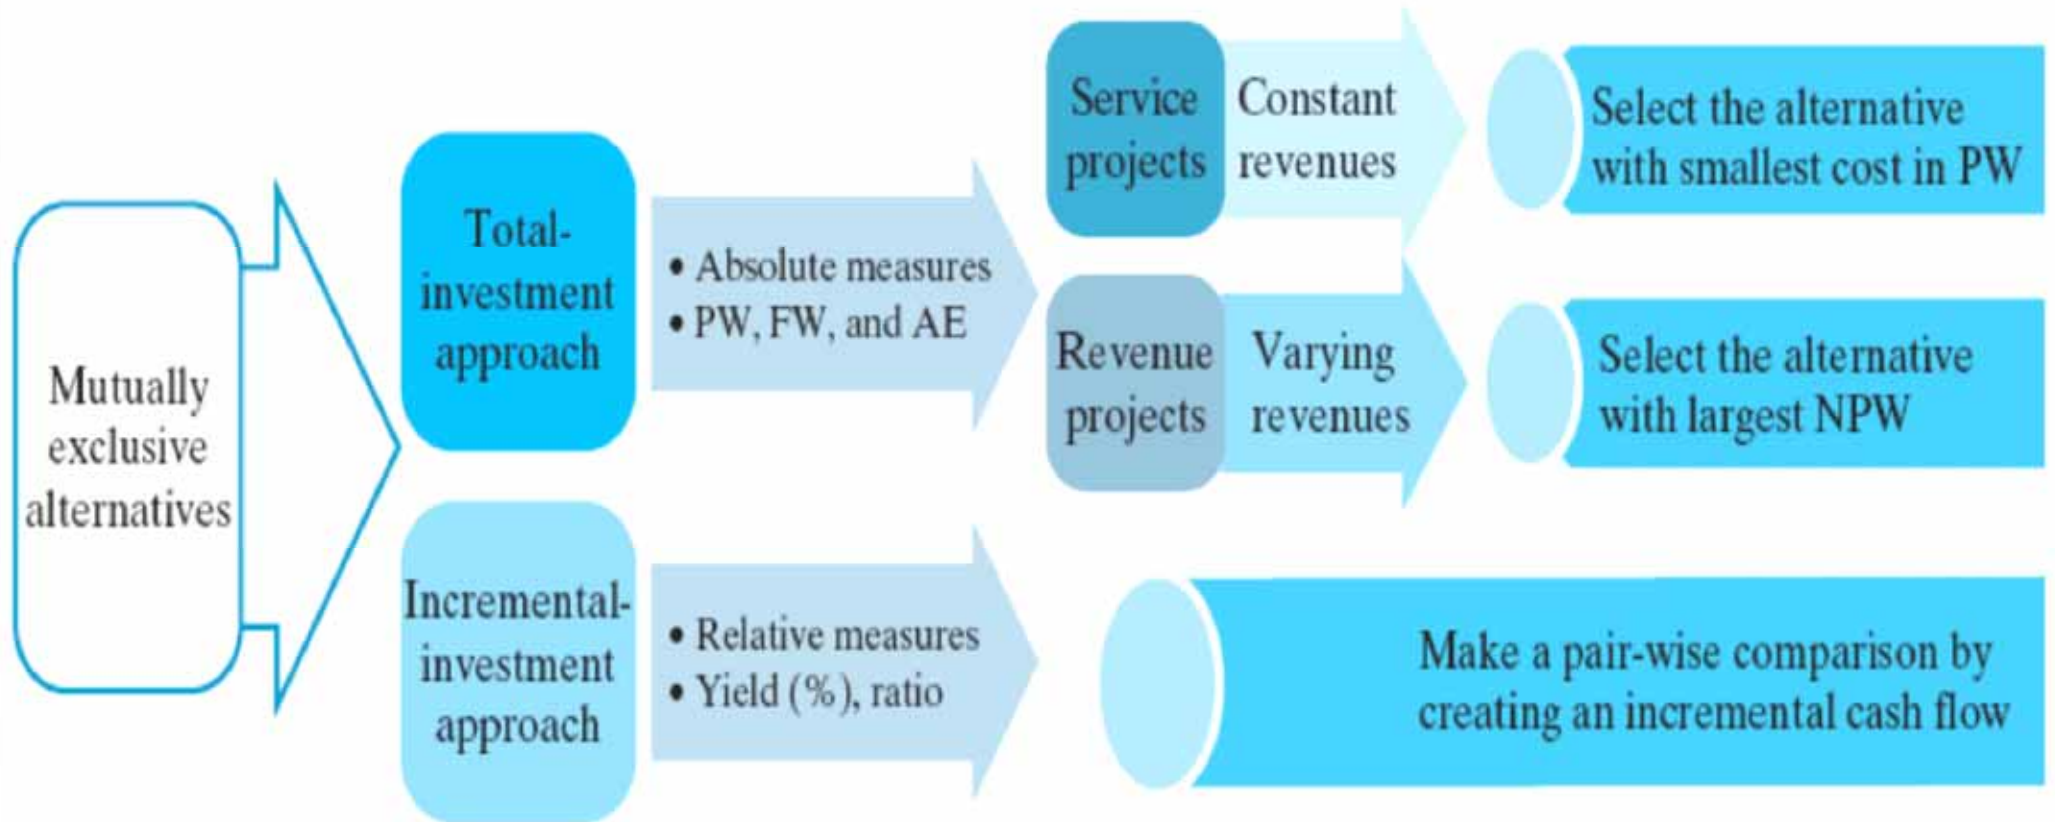 Mutually
exclusive
alternatives
Total-
investment
approach
• Absolute measures
• PW, FW, and AE
Service
projects
Constant
revenues
Select the alternative
with smallest cost in PW
Revenue
projects
Varying
revenues
Select the alternative
with largest NPW
Incremental-
investment
approach
• Relative measures
• Yield (%), ratio
Make a pair-wise comparison by
creating an incremental cash flow